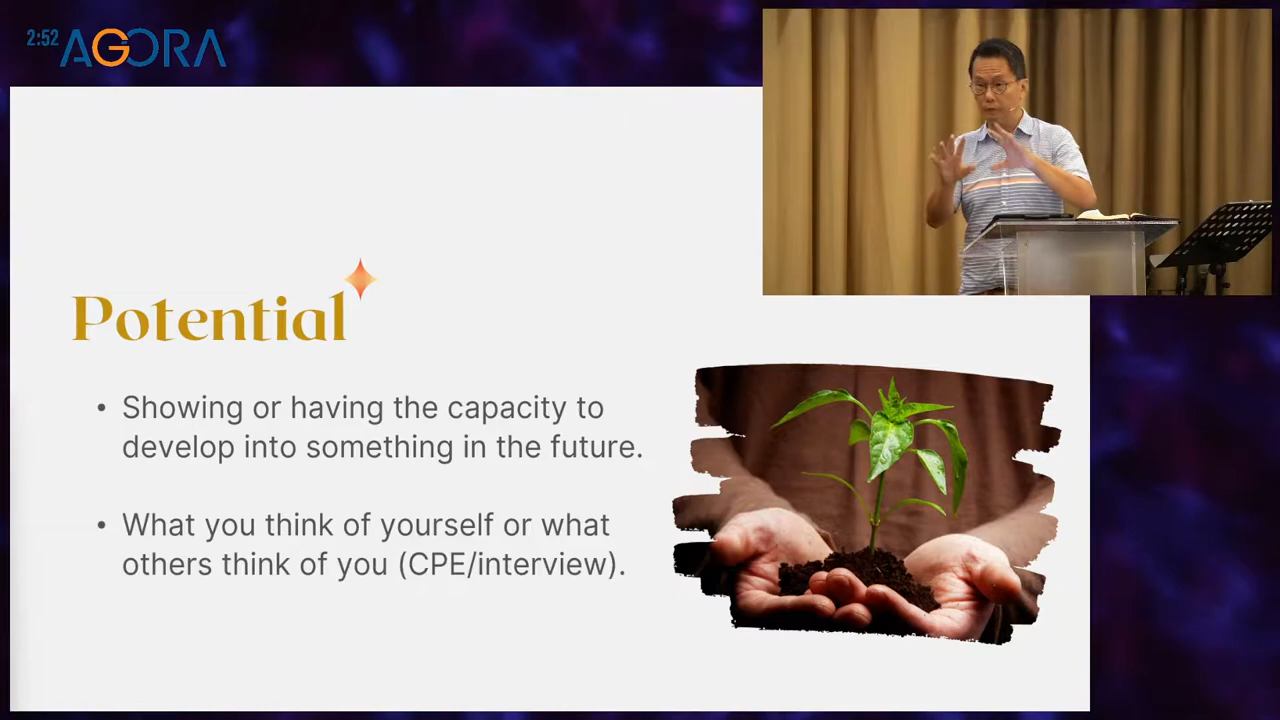 2:52 AGORA
Potential
• Showing or having the capacity to
develop into something in the future.
• What you think of yourself or what
others think of you (CPE/interview).